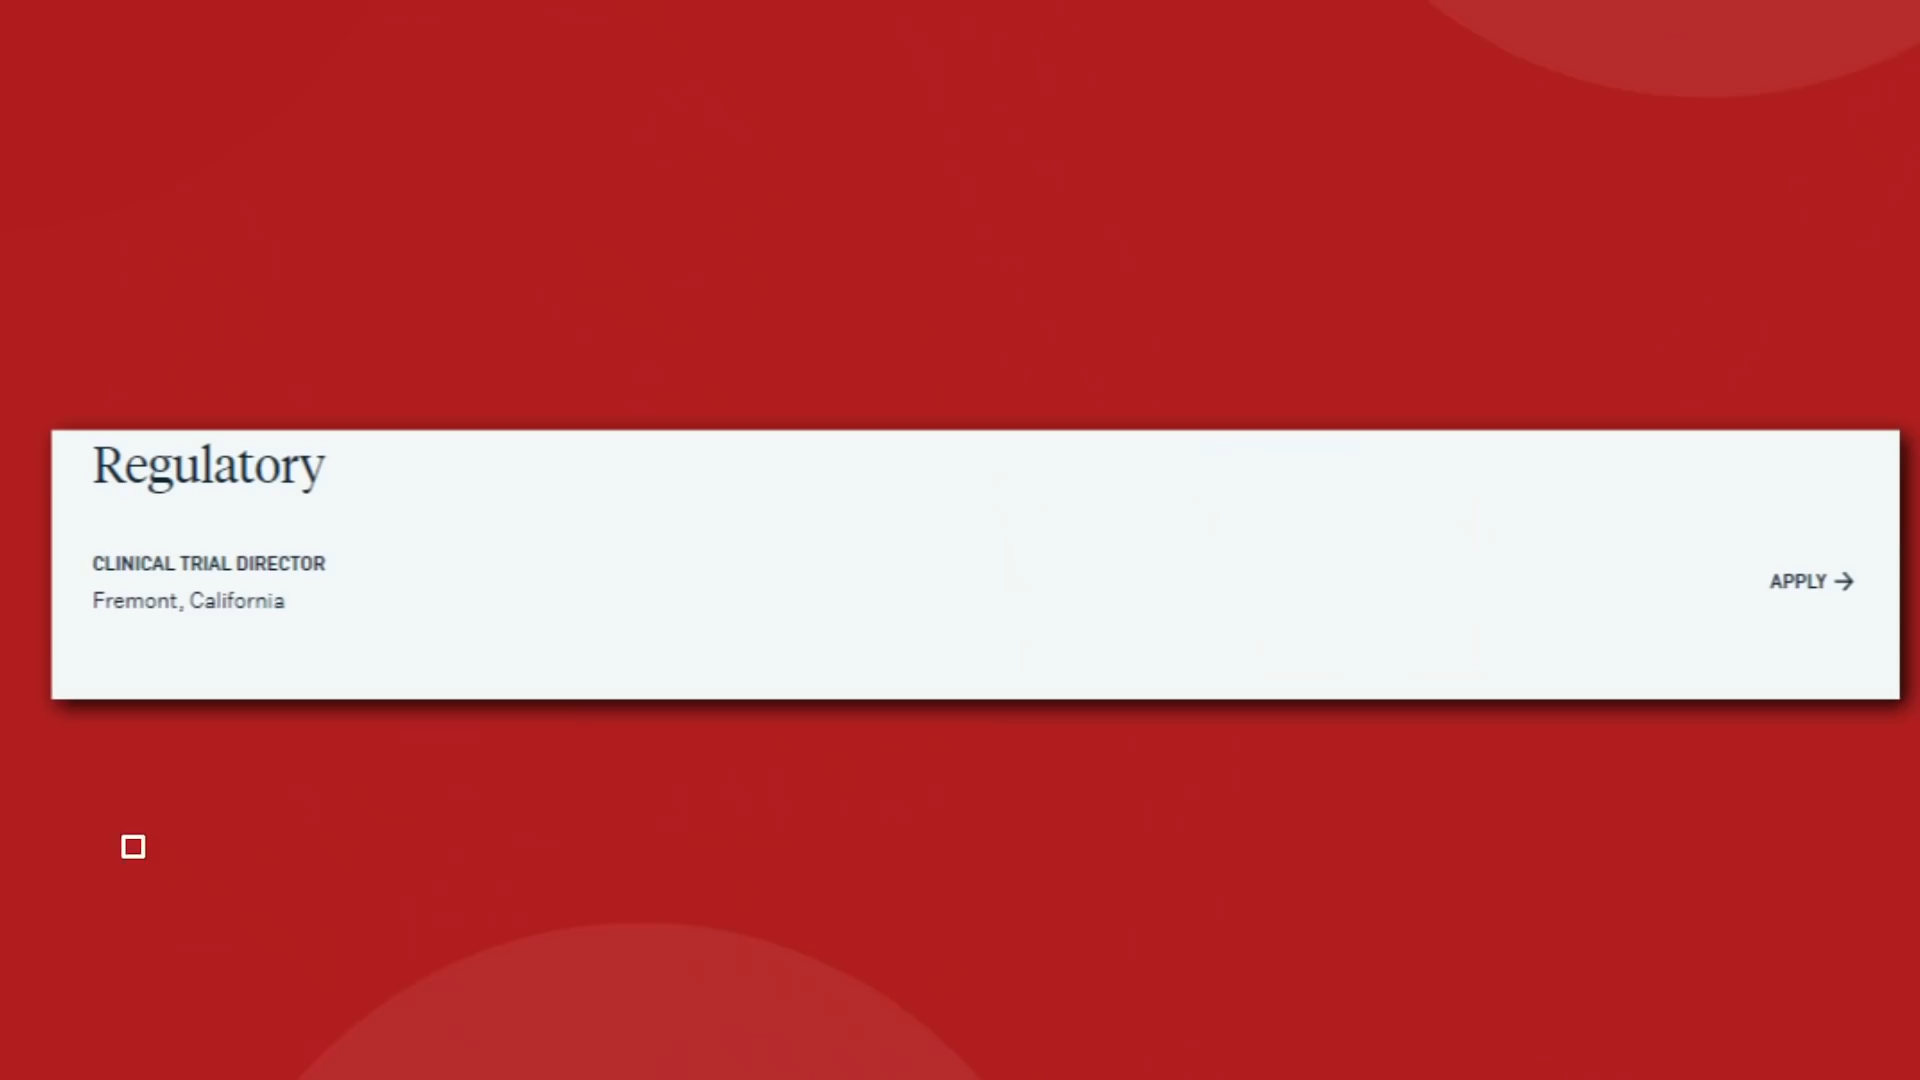 Regulatory
CLINICAL TRIAL DIRECTOR
Fremont, California
APPLY →